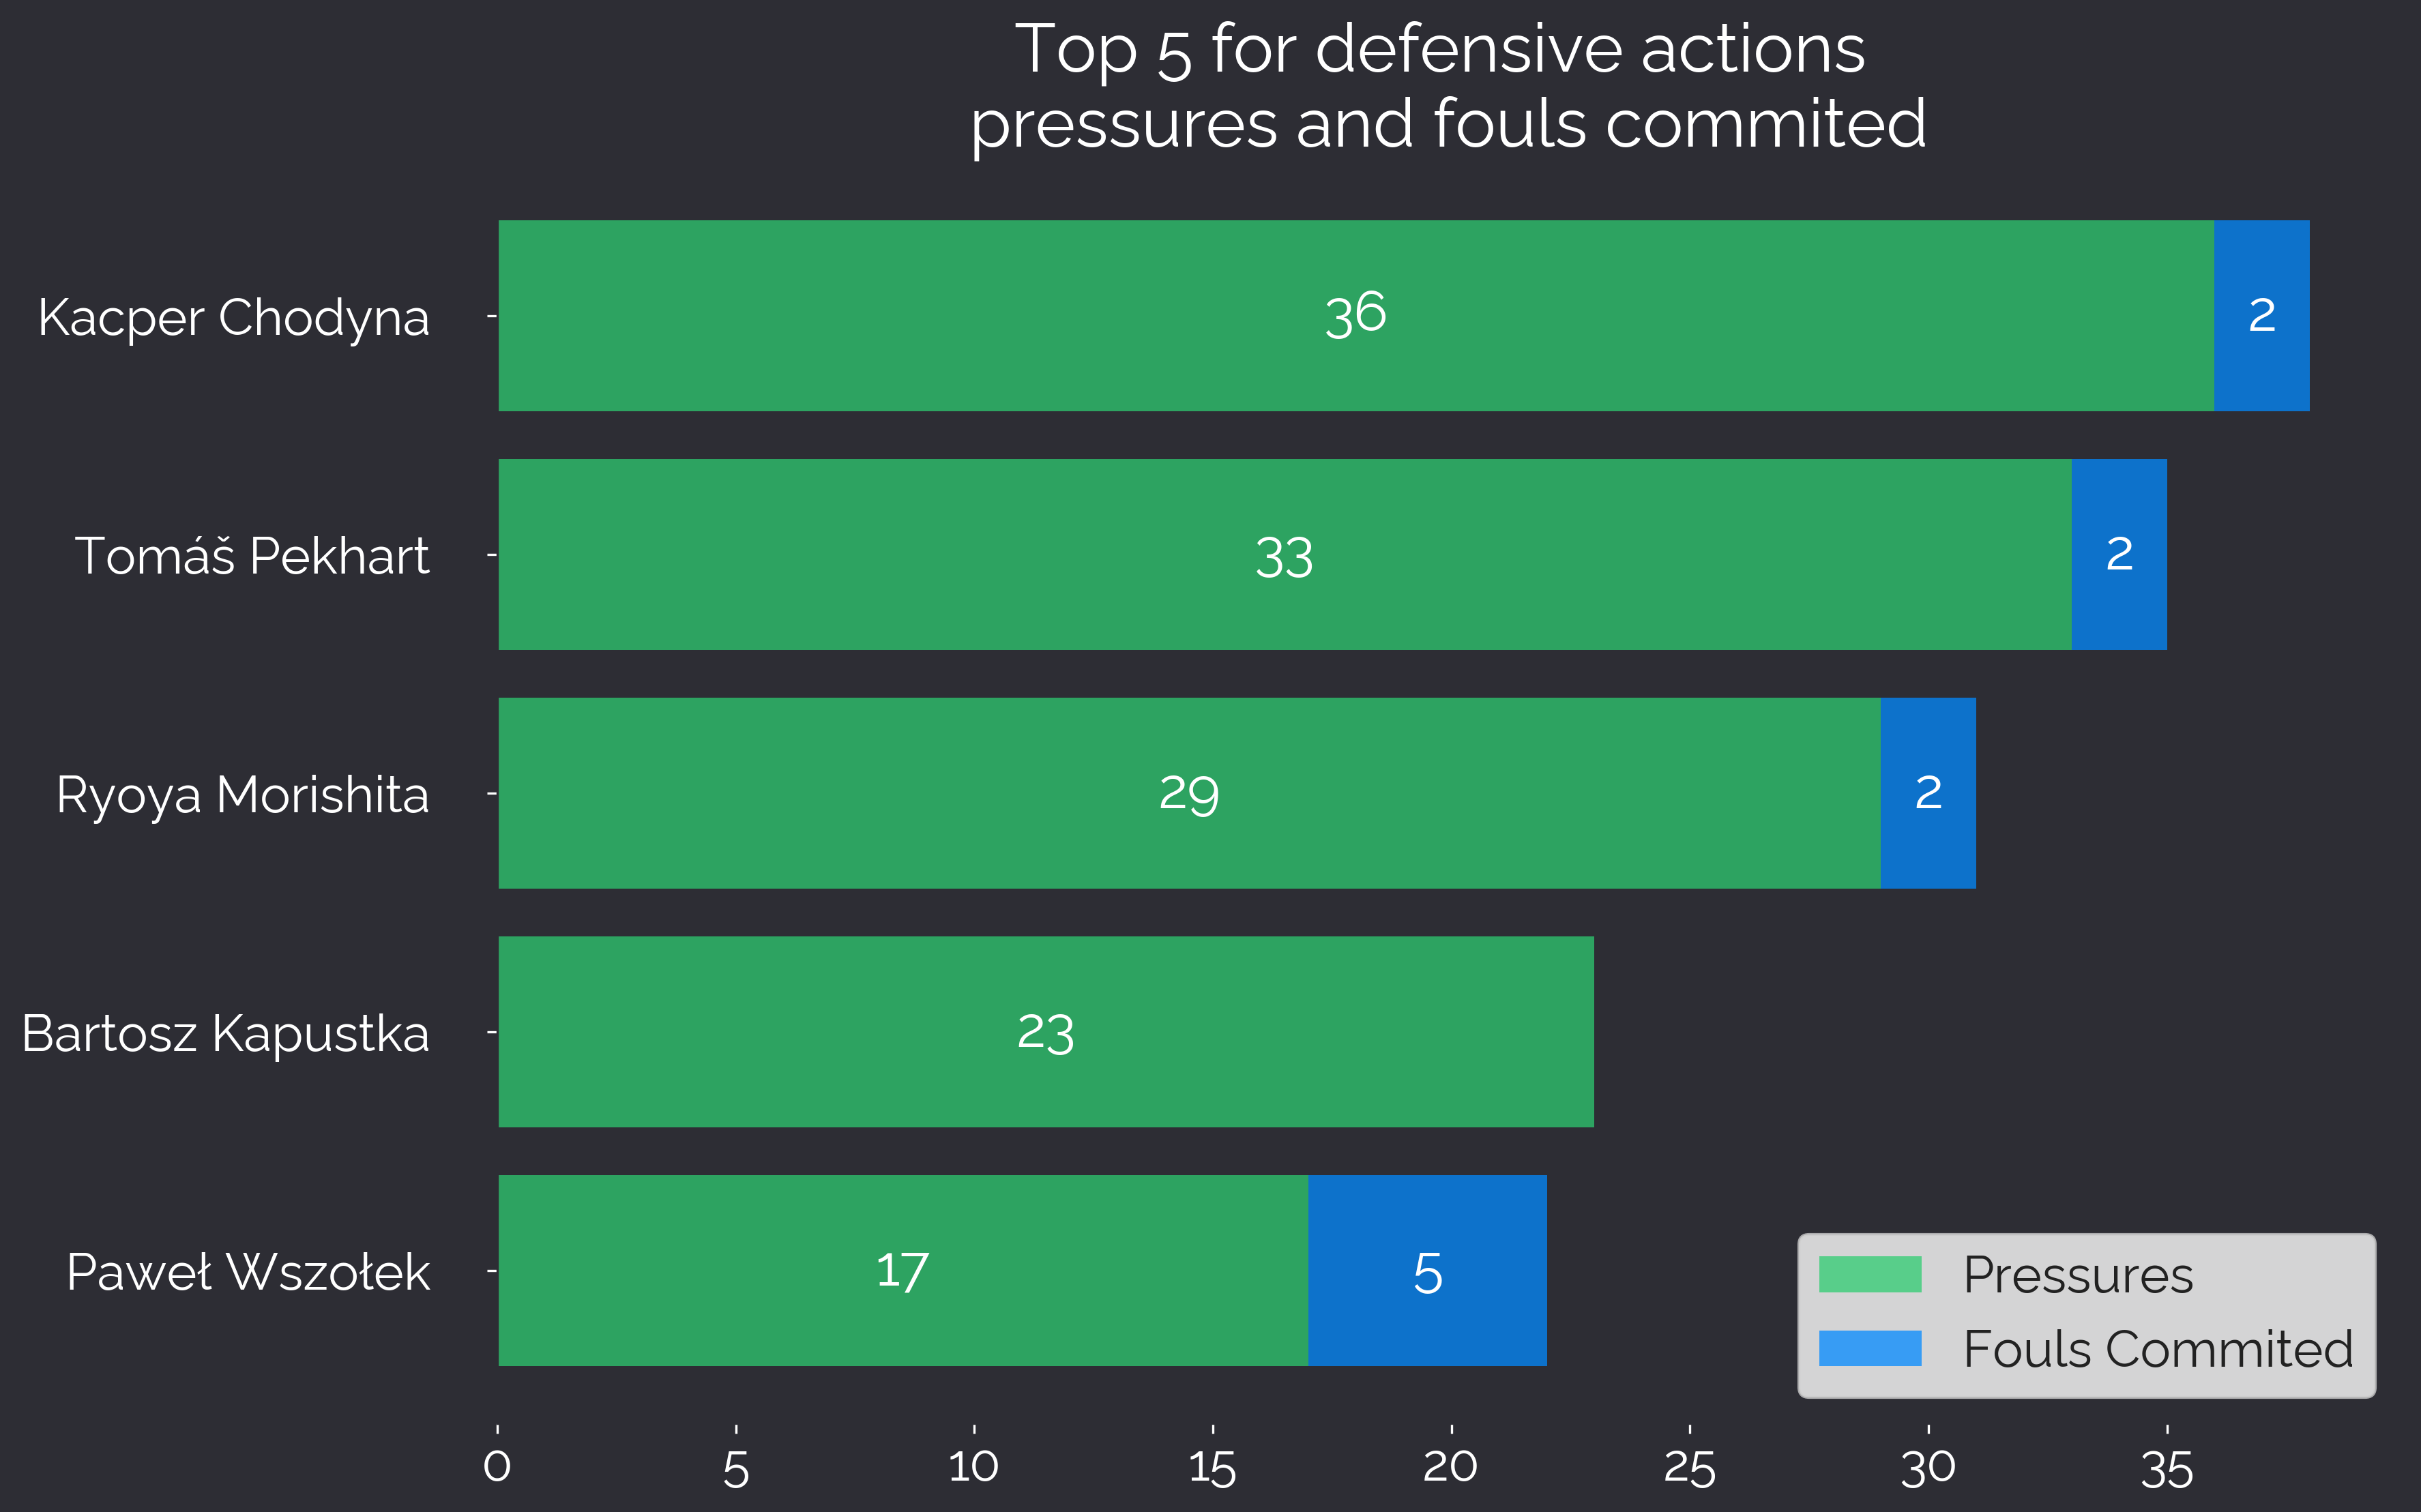 Top 5 for defensive actions
pressures and fouls commited
Kacper Chodyna
36
2
Tomáš Pekhart
33
2
Ryoya Morishita
29
2
Bartosz Kapustka
23
Paweł Wszołek
17
5
Pressures
Fouls Commited
0 5 10 15 20 25 30 35